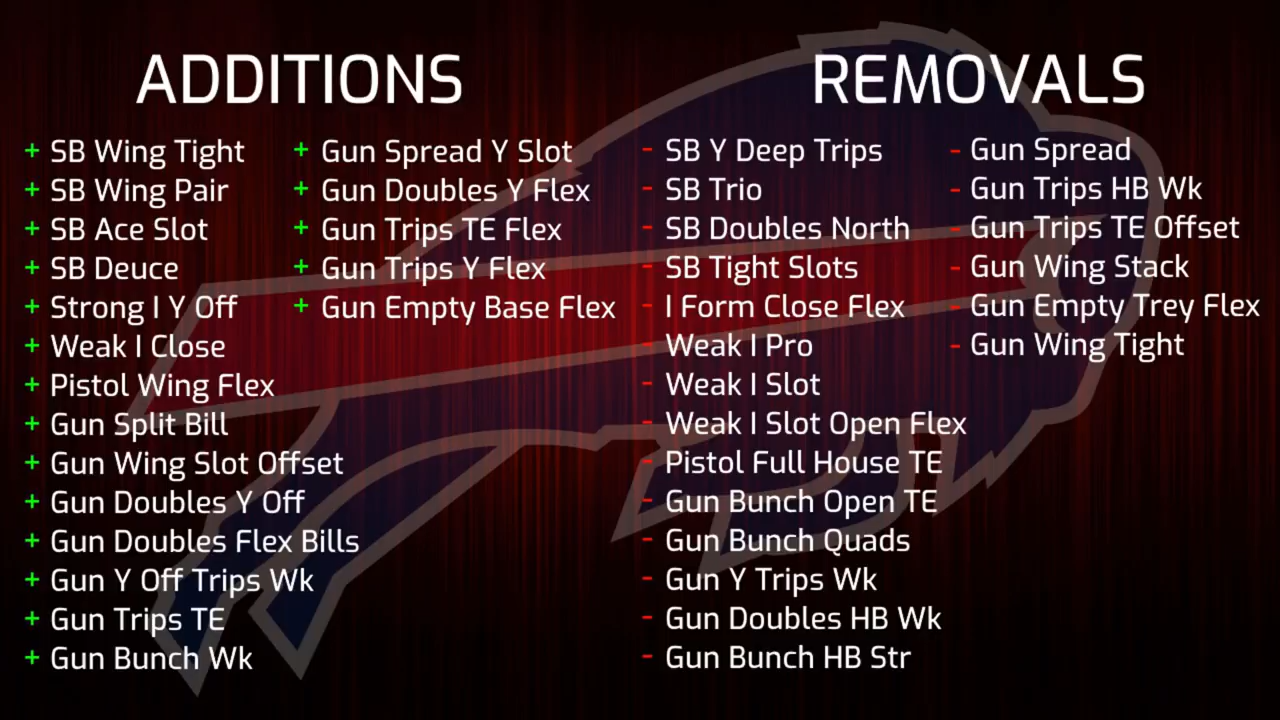 ADDITIONS
+ SB Wing Tight
+ SB Wing Pair
+ SB Ace Slot
+ SB Deuce
+ Strong I Y Off
+ Weak I Close
+ Pistol Wing Flex
+ Gun Split Bill
+ Gun Wing Slot Offset
+ Gun Doubles Y Off
+ Gun Doubles Flex Bills
+ Gun Y Off Trips Wk
+ Gun Trips TE
+ Gun Bunch Wk
+ Gun Spread Y Slot
+ Gun Doubles Y Flex
+ Gun Trips TE Flex
+ Gun Trips Y Flex
+ Gun Empty Base Flex
REMOVALS
- SB Y Deep Trips
- SB Trio
- SB Doubles North
- SB Tight Slots
- I Form Close Flex
- Weak I Pro
- Weak I Slot
- Weak I Slot Open Flex
- Pistol Full House TE
- Gun Bunch Open TE
- Gun Bunch Quads
- Gun Y Trips Wk
- Gun Doubles HB Wk
- Gun Bunch HB Str
- Gun Spread
- Gun Trips HB Wk
- Gun Trips TE Offset
- Gun Wing Stack
- Gun Empty Trey Flex
- Gun Wing Tight